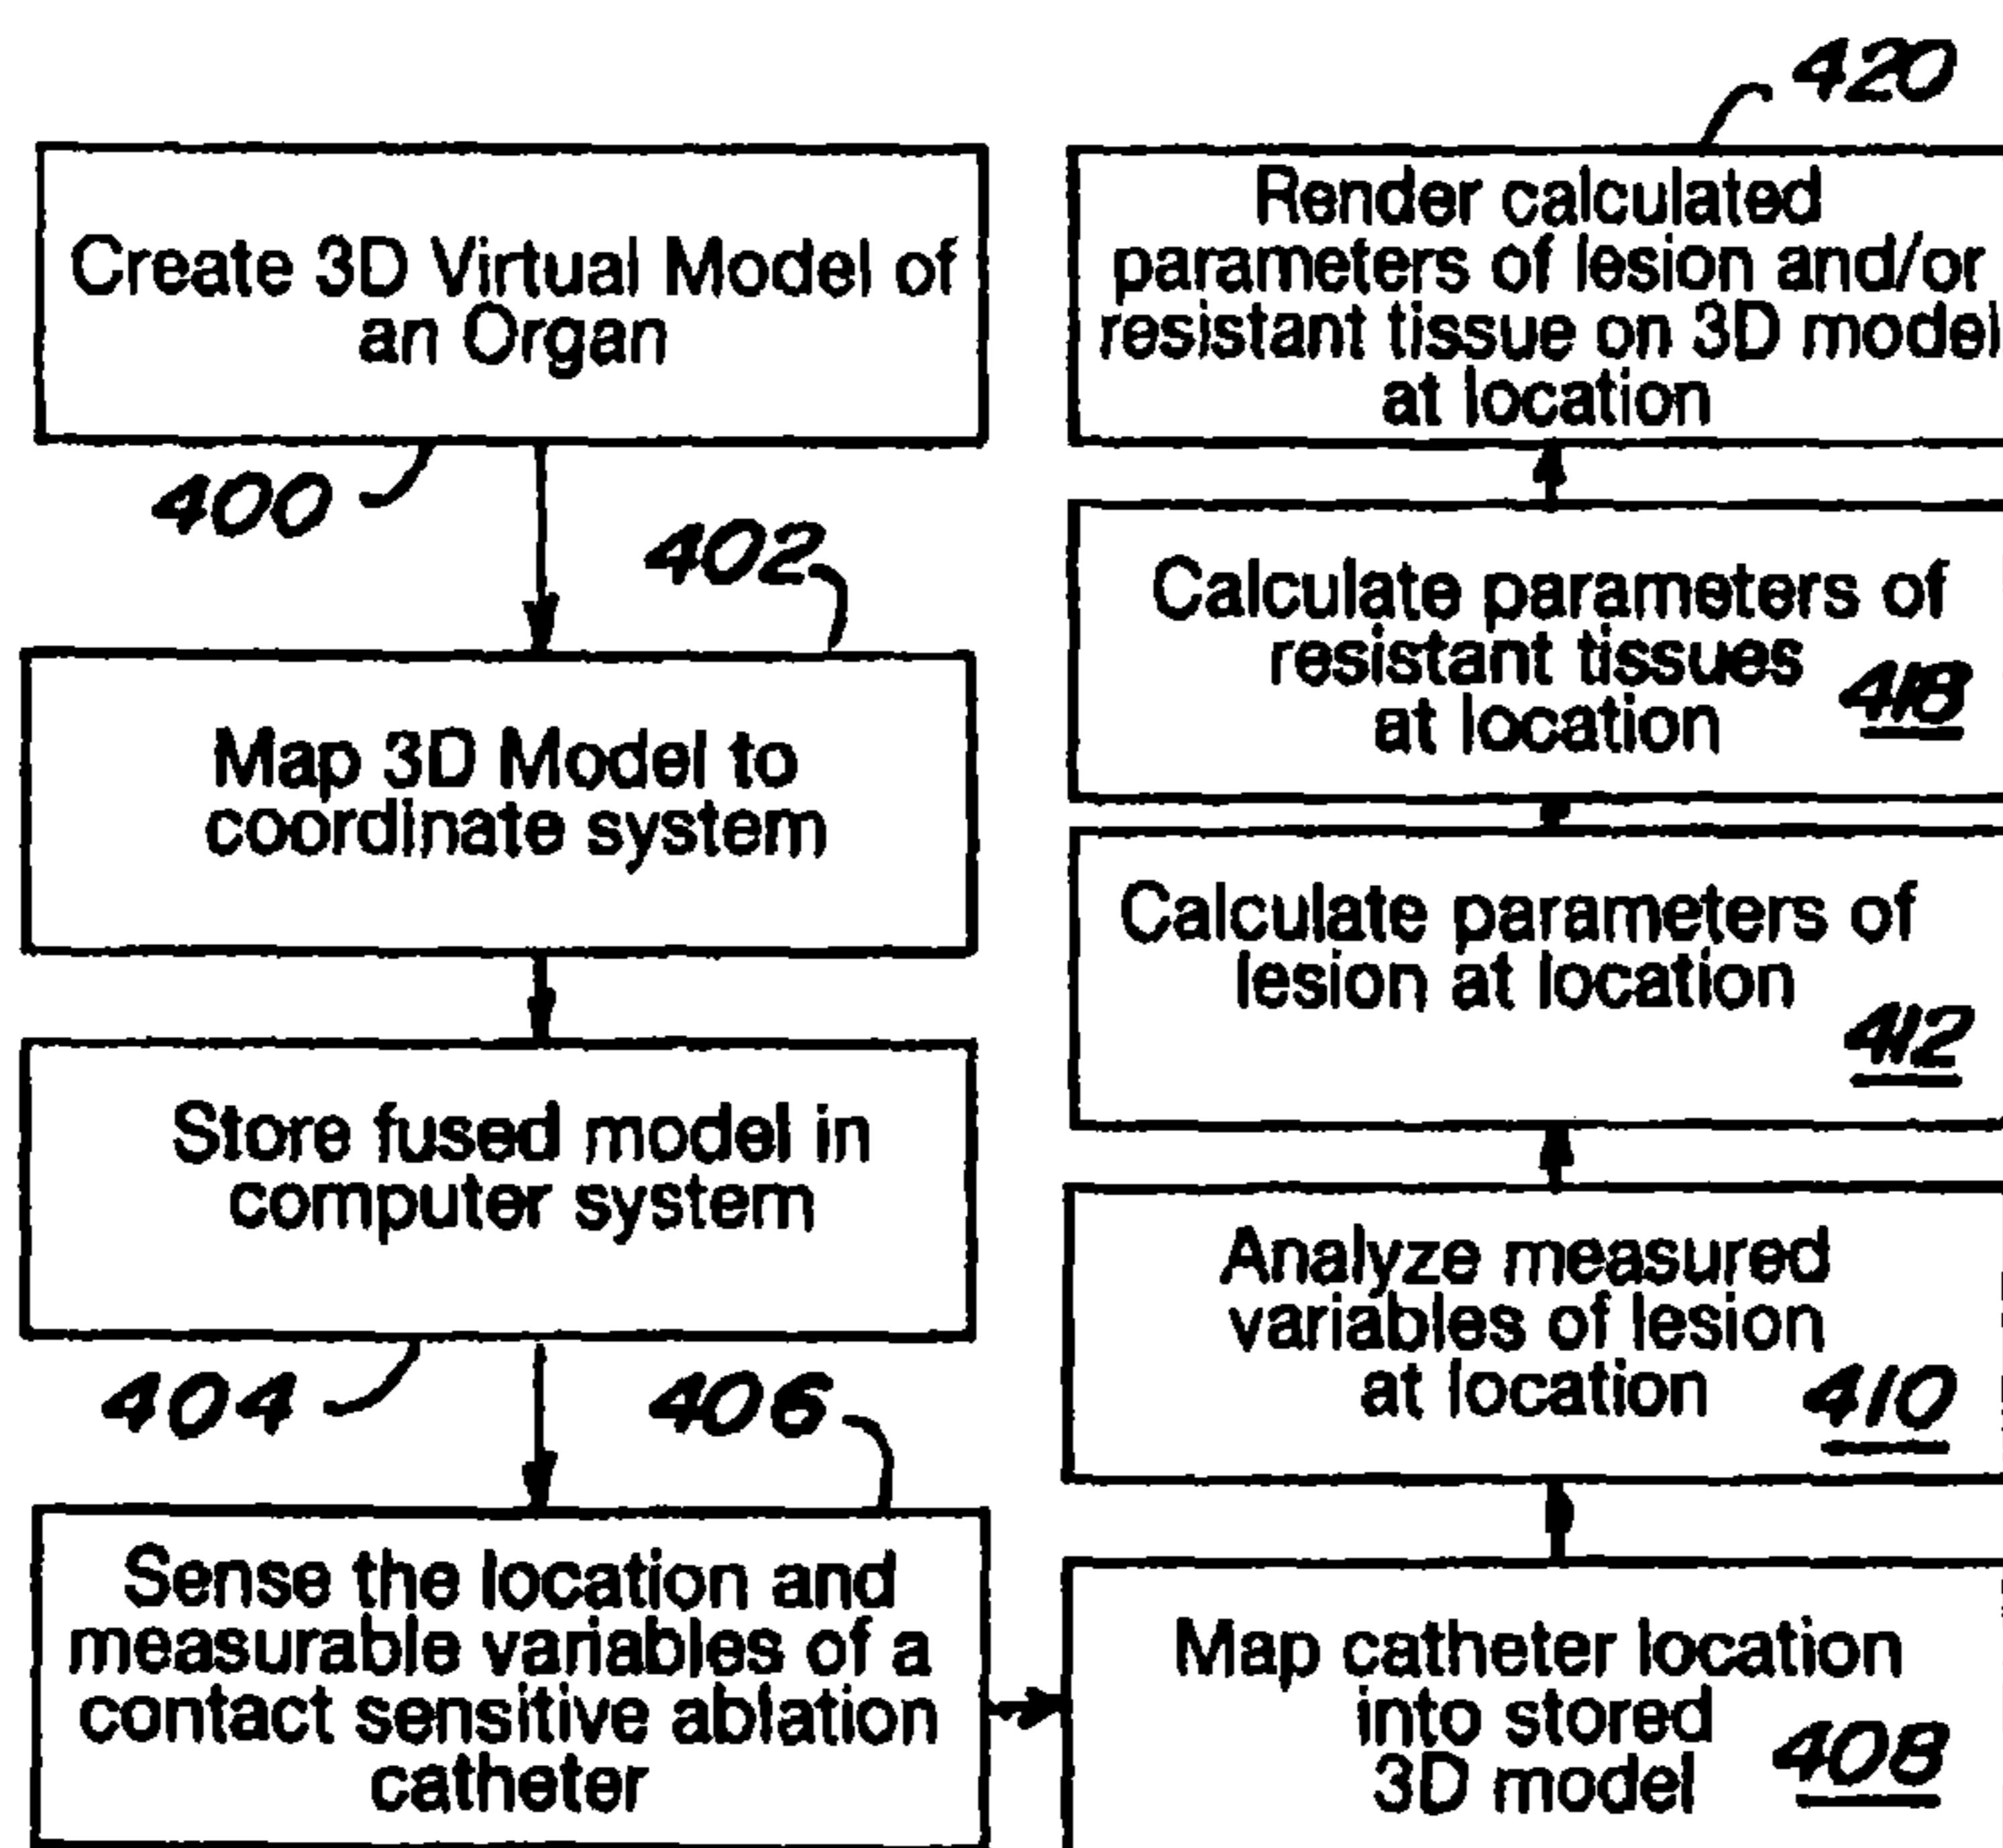 Create 3D Virtual Model of
an Organ
400
402
Map 3D Model to
coordinate system
Store fused model in
computer system
404
406
Sense the location and
measurable variables of a
contact sensitive ablation
catheter
Map catheter location
into stored
3D model
408
Analyze measured
variables of lesion
at location
410
Calculate parameters of
lesion at location
412
Calculate parameters of
resistant tissues
at location
418
420
Render calculated
parameters of lesion and/or
resistant tissue on 3D model
at location